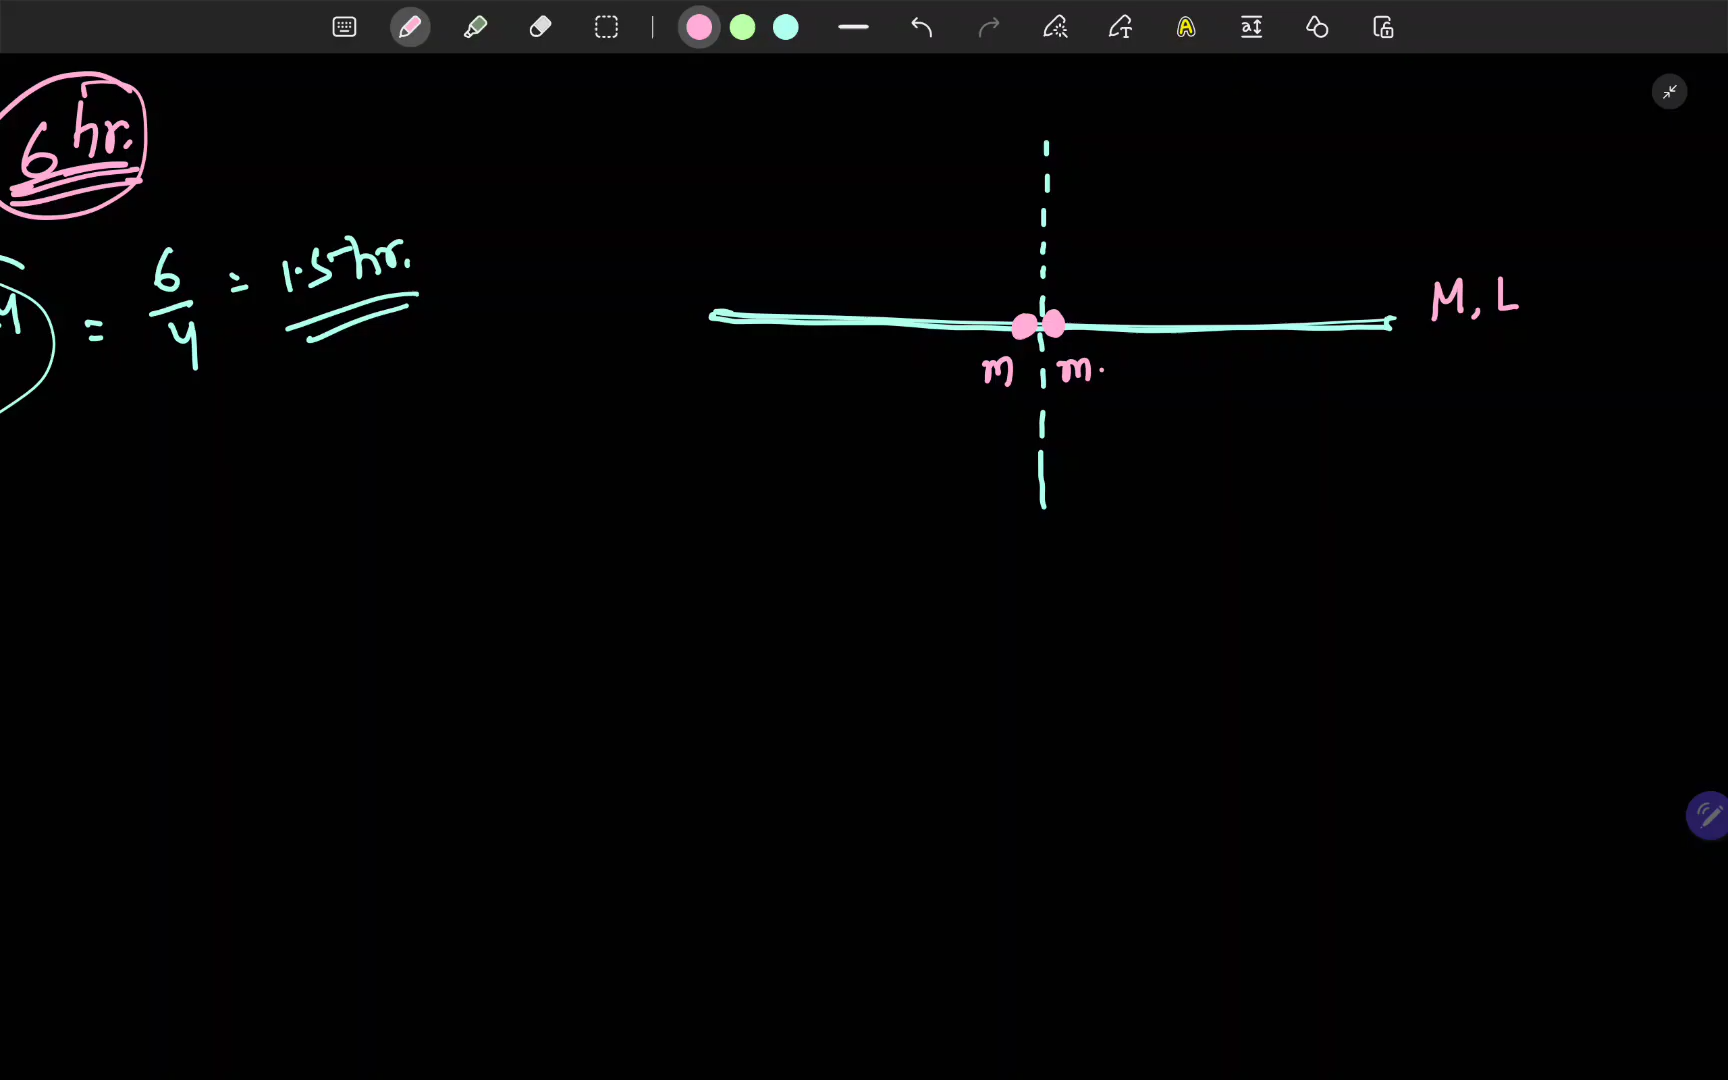 6 hr.
= 6/4 = 1.5 hr.
M, L
m m.